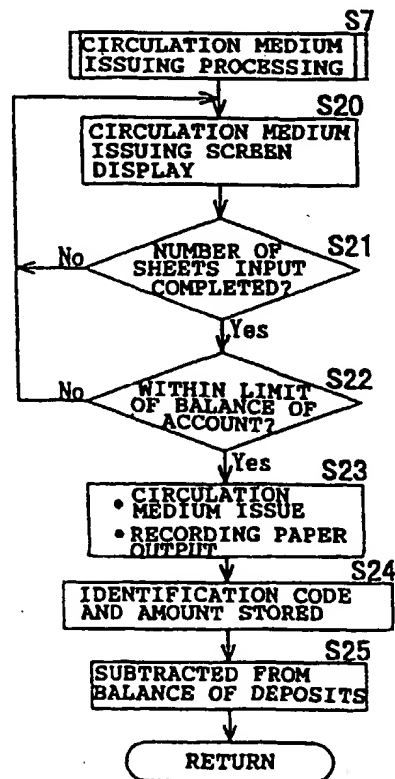 S7
CIRCULATION MEDIUM
ISSUING PROCESSING
S20
CIRCULATION MEDIUM
ISSUING SCREEN
DISPLAY
S21
NUMBER OF
SHEETS INPUT
COMPLETED?
No
Yes
S22
WITHIN LIMIT
OF BALANCE OF
ACCOUNT?
No
Yes
S23
• CIRCULATION
MEDIUM ISSUE
• RECORDING PAPER
OUTPUT
S24
IDENTIFICATION CODE
AND AMOUNT STORED
S25
SUBTRACTED FROM
BALANCE OF DEPOSITS
RETURN